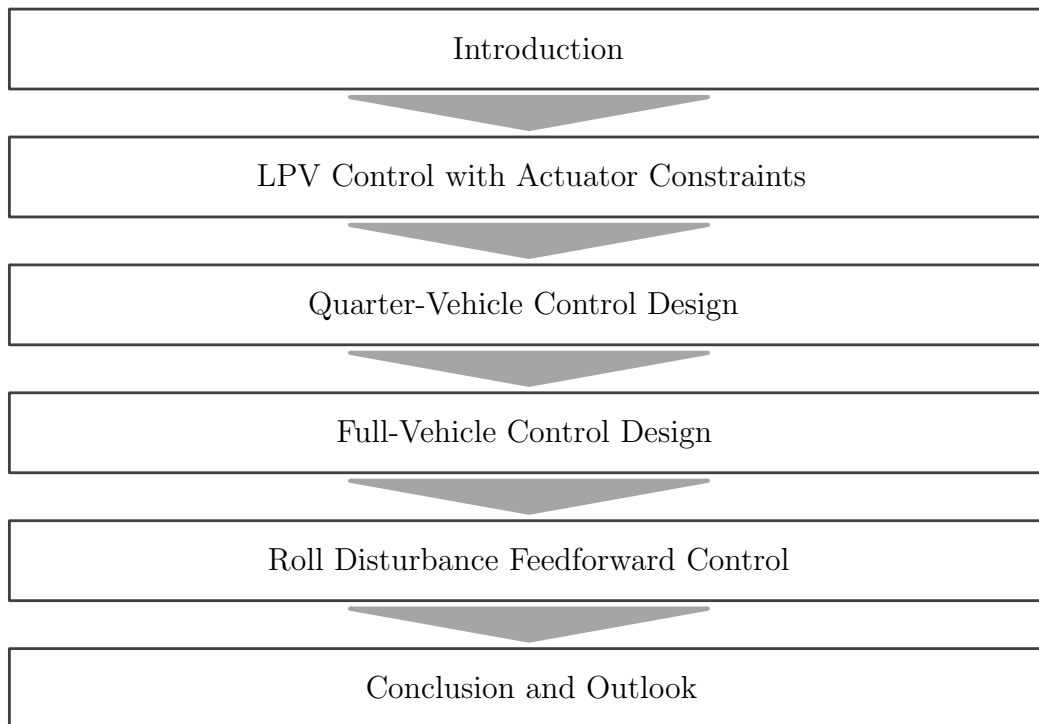 Introduction
LPV Control with Actuator Constraints
Quarter-Vehicle Control Design
Full-Vehicle Control Design
Roll Disturbance Feedforward Control
Conclusion and Outlook